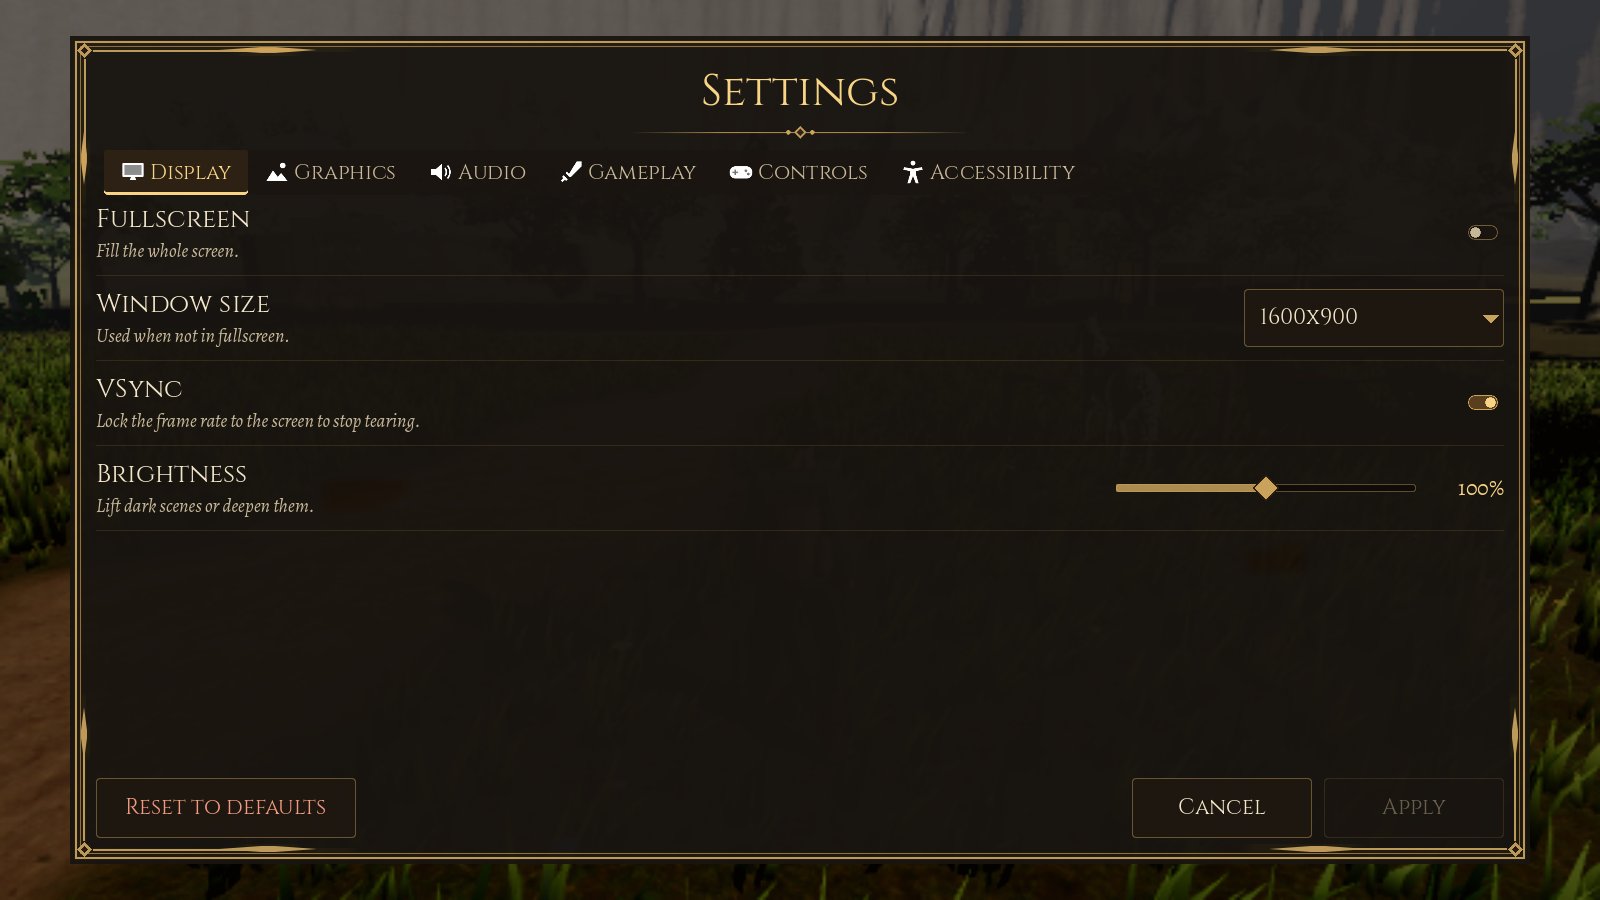 Settings
Display Graphics Audio Gameplay Controls Accessibility
Fullscreen
Fill the whole screen.
Window size
Used when not in fullscreen.
1600x900
VSync
Lock the frame rate to the screen to stop tearing.
Brightness
Lift dark scenes or deepen them.
100%
Reset to defaults
Cancel
Apply